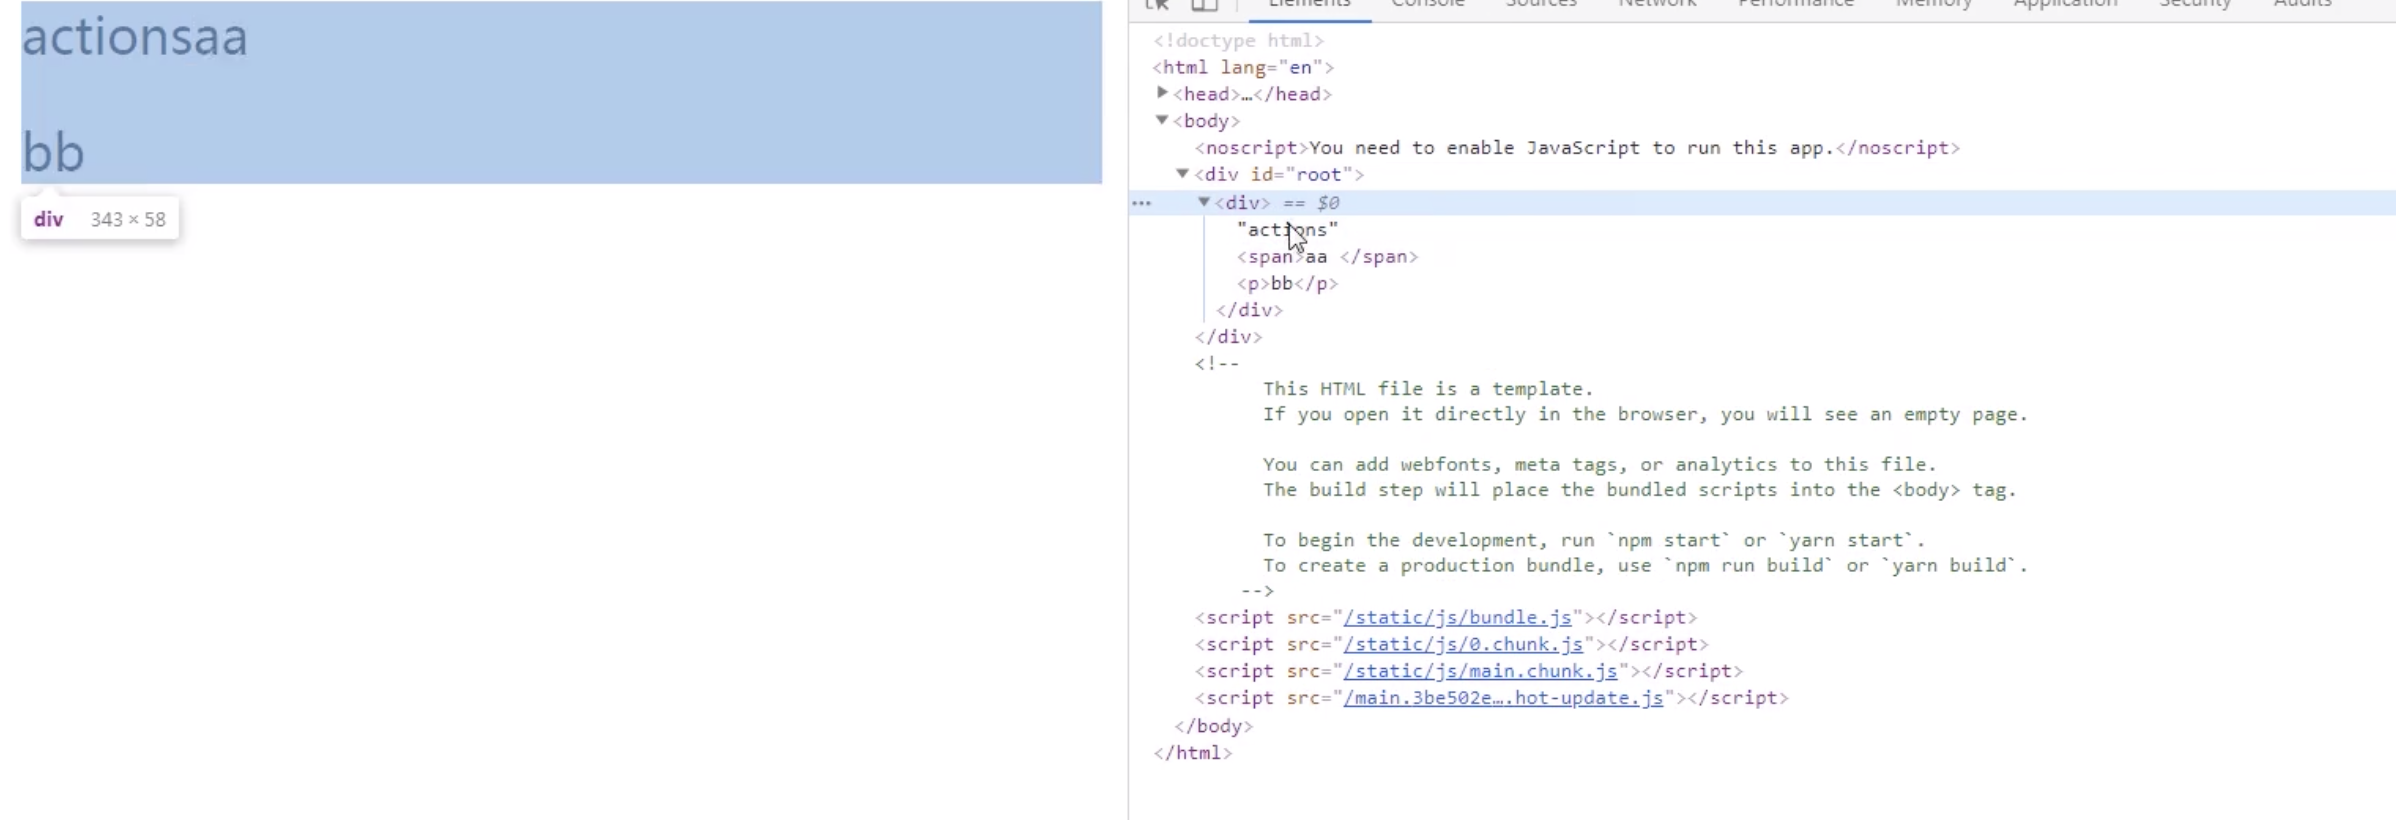 actionsaa
bb
div 343 × 58
Elements Console Sources Network Performance Memory Application Security Audits
<!doctype html>
<html lang="en">
▶<head>…</head>
▼<body>
<noscript>You need to enable JavaScript to run this app.</noscript>
▼<div id="root">
… ▼<div> == $0
"actions"
<span>aa </span>
<p>bb</p>
</div>
</div>
<!--
This HTML file is a template.
If you open it directly in the browser, you will see an empty page.
You can add webfonts, meta tags, or analytics to this file.
The build step will place the bundled scripts into the <body> tag.
To begin the development, run `npm start` or `yarn start`.
To create a production bundle, use `npm run build` or `yarn build`.
-->
<script src="/static/js/bundle.js"></script>
<script src="/static/js/0.chunk.js"></script>
<script src="/static/js/main.chunk.js"></script>
<script src="/main.3be502e….hot-update.js"></script>
</body>
</html>